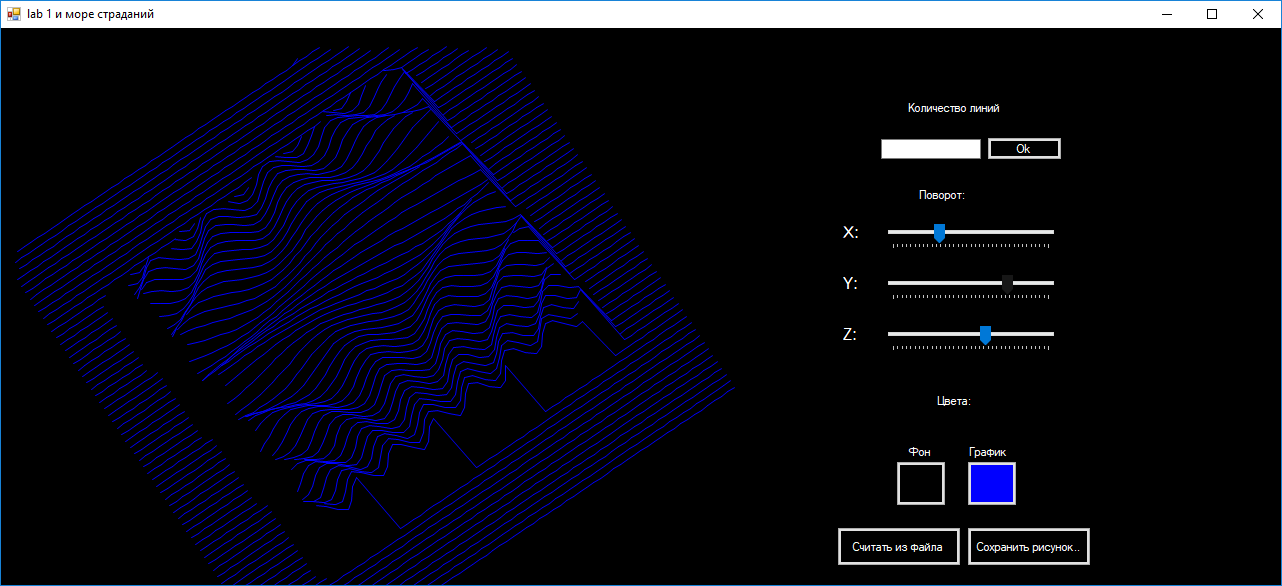 lab 1 и море страданий
Количество линий
Ok
Поворот:
X:
Y:
Z:
Цвета:
Фон График
Считать из файла Сохранить рисунок..